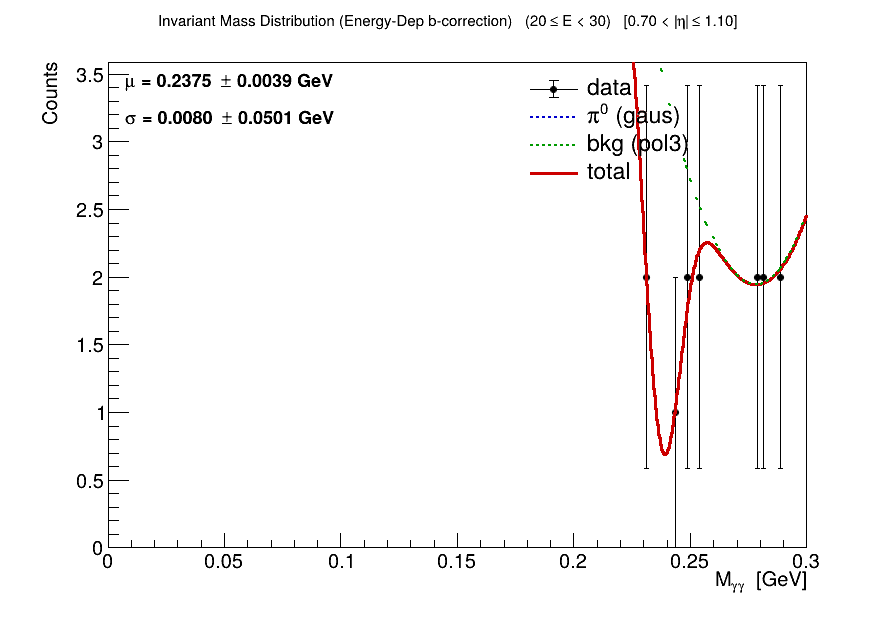 Invariant Mass Distribution (Energy-Dep b-correction) (20 ≤ E < 30) [0.70 < |η| ≤ 1.10]
Counts
μ = 0.2375 ± 0.0039 GeV
σ = 0.0080 ± 0.0501 GeV
data
π⁰ (gaus)
bkg (pol3)
total
3.5
3
2.5
2
1.5
1
0.5
0
0 0.05 0.1 0.15 0.2 0.25 0.3
M_γγ [GeV]